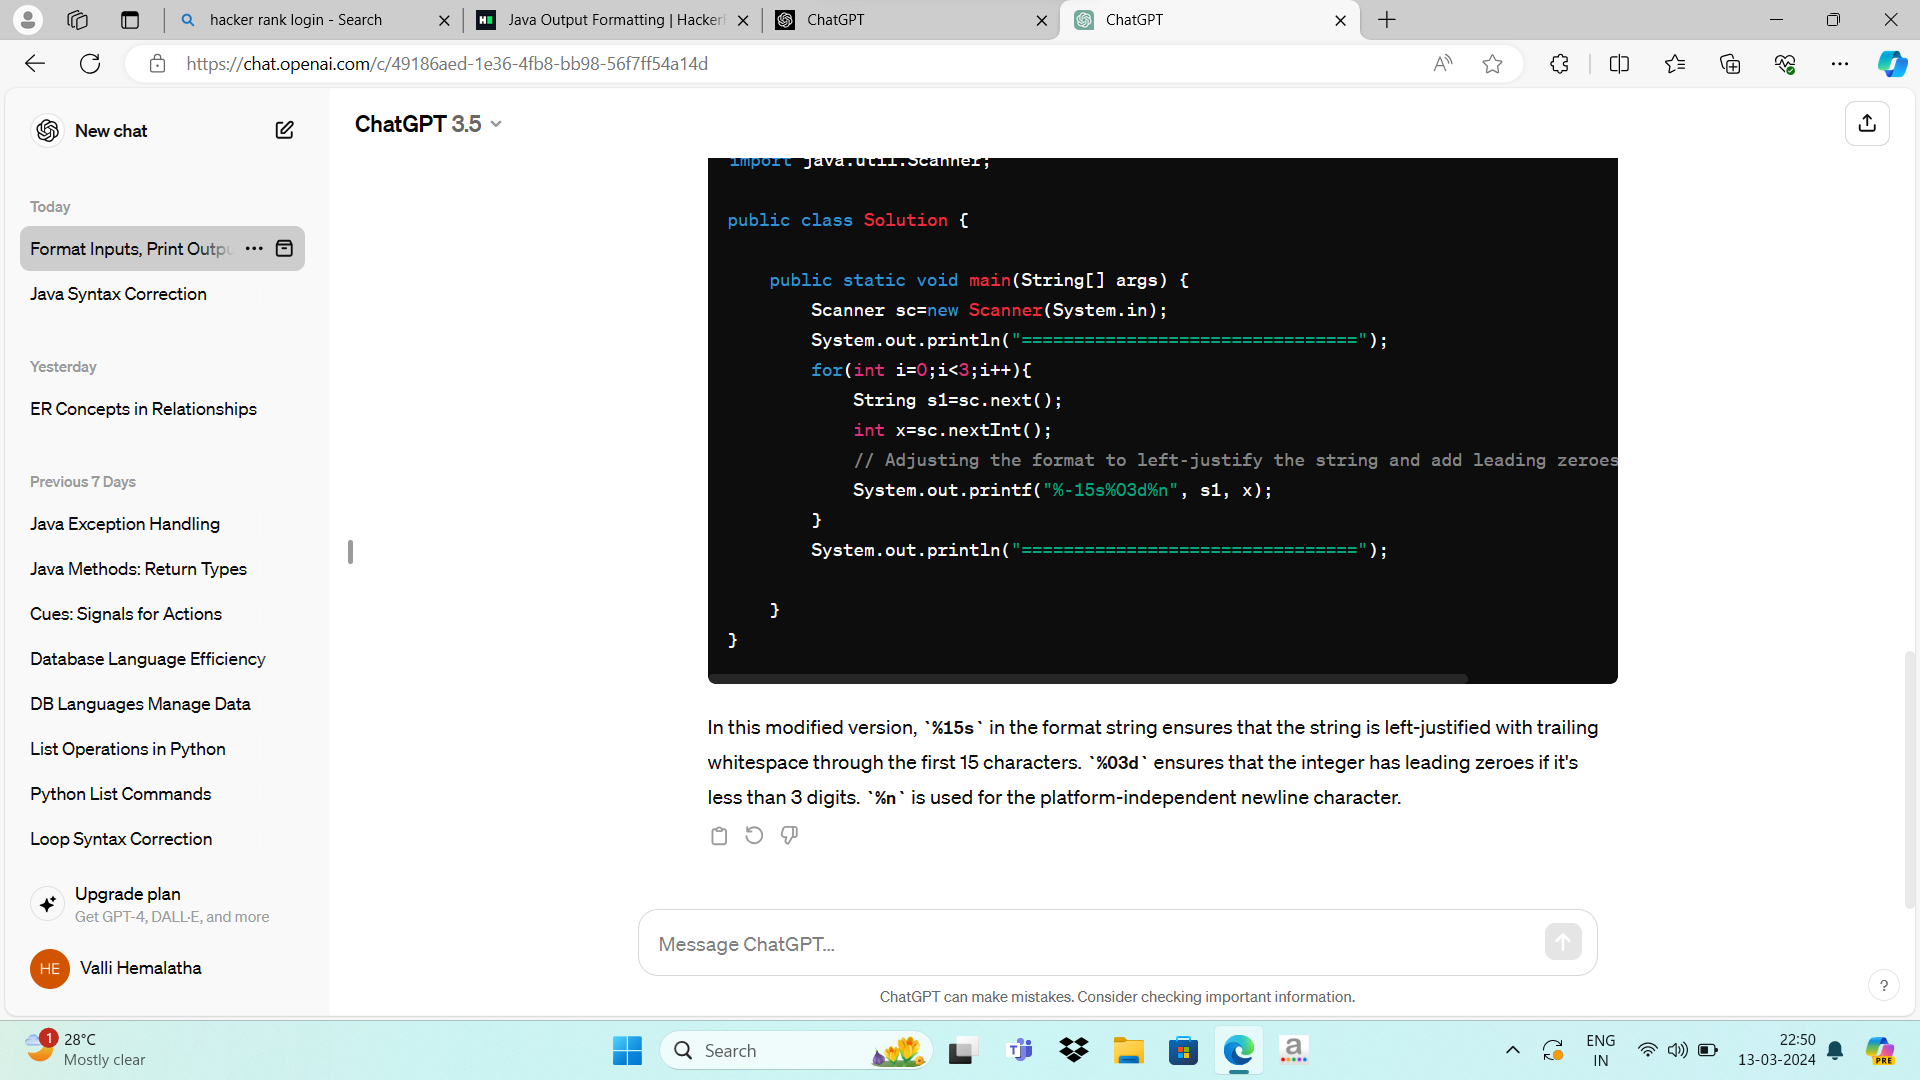 hacker rank login - Search
Java Output Formatting | Hacker
ChatGPT
ChatGPT
https://chat.openai.com/c/49186aed-1e36-4fb8-bb98-56f7ff54a14d
New chat
ChatGPT 3.5
Today
Format Inputs, Print Outpu
Java Syntax Correction
Yesterday
ER Concepts in Relationships
Previous 7 Days
Java Exception Handling
Java Methods: Return Types
Cues: Signals for Actions
Database Language Efficiency
DB Languages Manage Data
List Operations in Python
Python List Commands
Loop Syntax Correction
Upgrade plan
Get GPT-4, DALL·E, and more
HE Valli Hemalatha
import java.util.Scanner;
public class Solution {
public static void main(String[] args) {
Scanner sc=new Scanner(System.in);
System.out.println("================================");
for(int i=0;i<3;i++){
String s1=sc.next();
int x=sc.nextInt();
// Adjusting the format to left-justify the string and add leading zeroes
System.out.printf("%-15s%03d%n", s1, x);
}
System.out.println("================================");
}
}
In this modified version, `%15s` in the format string ensures that the string is left-justified with trailing
whitespace through the first 15 characters. `%03d` ensures that the integer has leading zeroes if it's
less than 3 digits. `%n` is used for the platform-independent newline character.
Message ChatGPT...
ChatGPT can make mistakes. Consider checking important information.
?
1
28°C
Mostly clear
Search
a
ENG
IN
22:50
13-03-2024
PRE